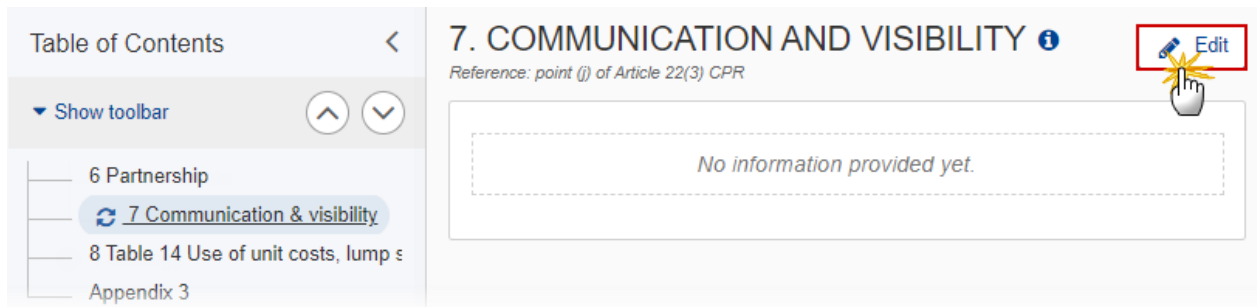 Table of Contents
Show toolbar
6 Partnership
7 Communication & visibility
8 Table 14 Use of unit costs, lump s
Appendix 3
7. COMMUNICATION AND VISIBILITY
Edit
Reference: point (j) of Article 22(3) CPR
No information provided yet.